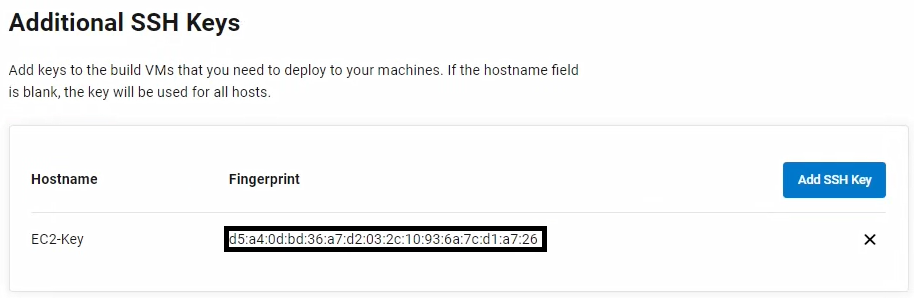 Additional SSH Keys
Add keys to the build VMs that you need to deploy to your machines. If the hostname field
is blank, the key will be used for all hosts.
Hostname Fingerprint Add SSH Key
EC2-Key d5:a4:0d:bd:36:a7:d2:03:2c:10:93:6a:7c:d1:a7:26